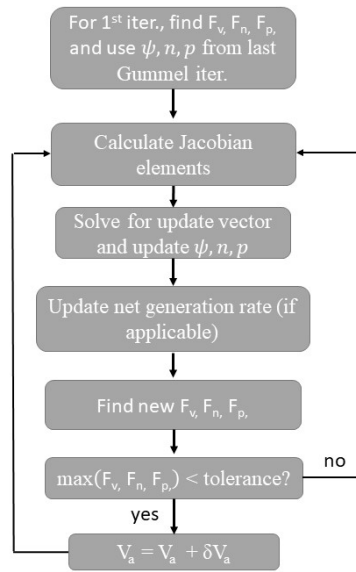 For 1st iter., find Fv, Fn, Fp,
and use ψ, n, p from last
Gummel iter.
Calculate Jacobian
elements
Solve for update vector
and update ψ, n, p
Update net generation rate (if
applicable)
Find new Fv, Fn, Fp,
max(Fv, Fn, Fp,) < tolerance?
no
yes
Va = Va + δVa